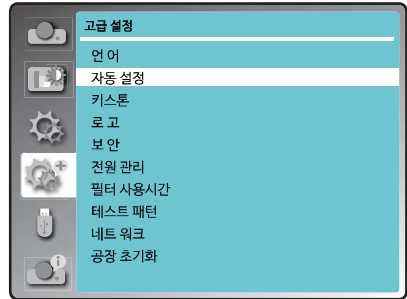 고급 설정
언 어
자동 설정
키스톤
로 고
보 안
전원 관리
필터 사용시간
테스트 패턴
네트 워크
공장 초기화